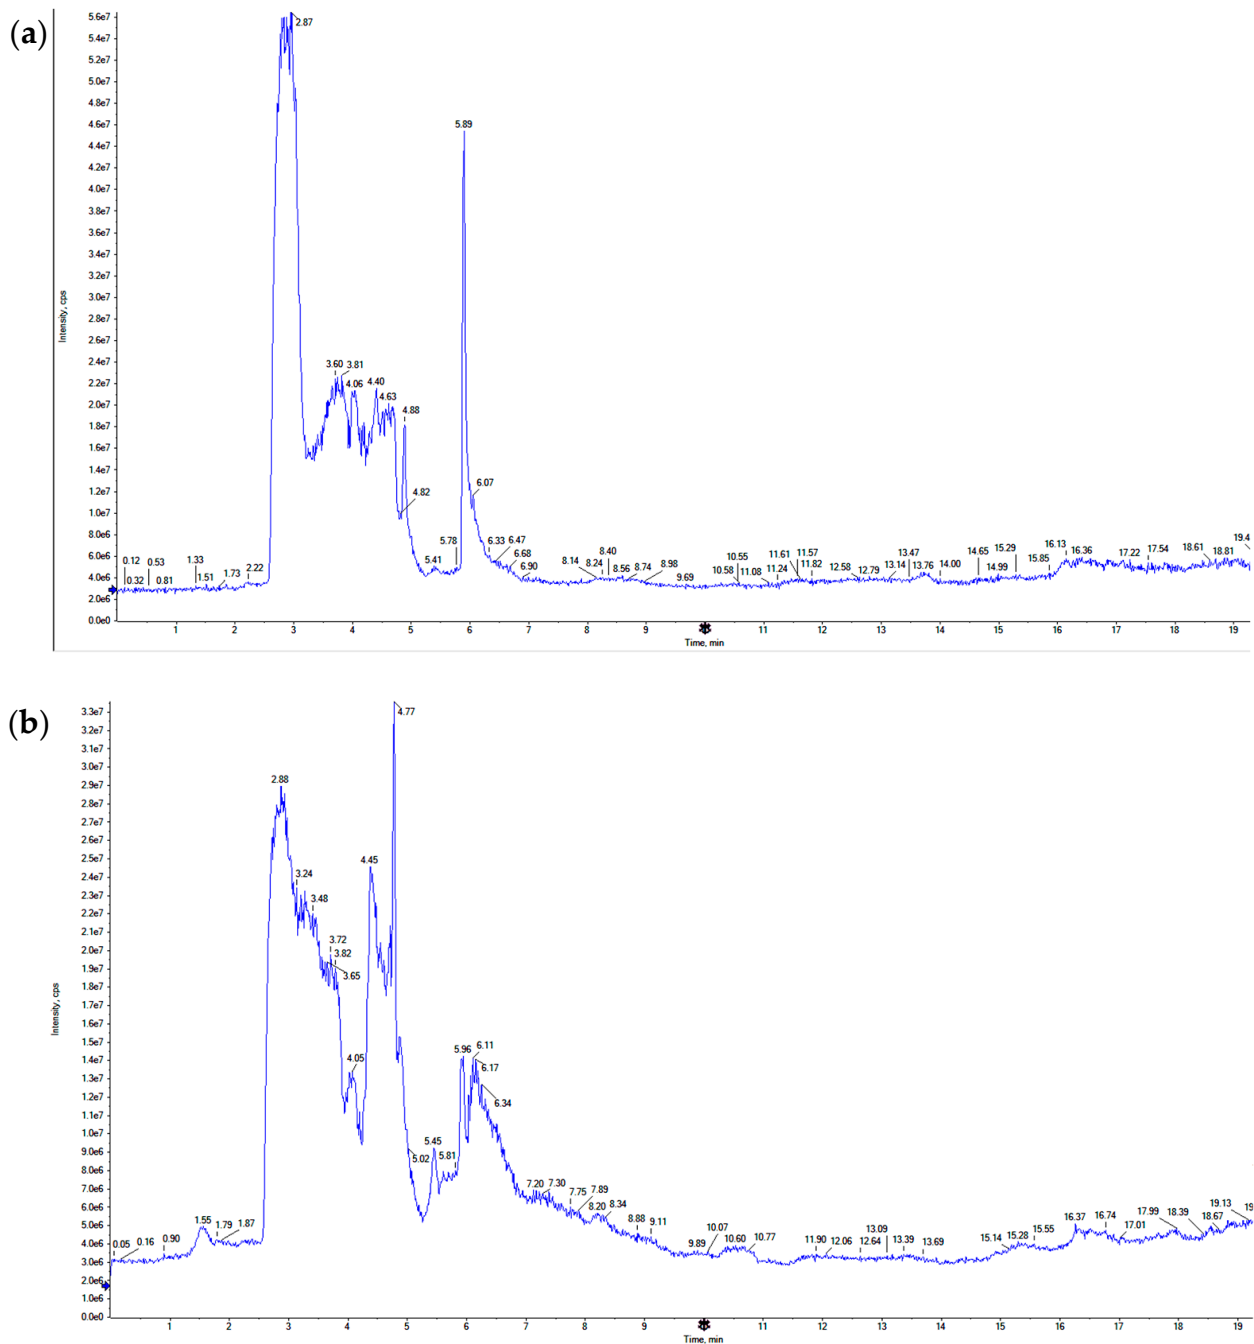 (a)
5.6e7
5.4e7
5.2e7
5.0e7
4.8e7
4.6e7
4.4e7
4.2e7
4.0e7
3.8e7
3.6e7
3.4e7
3.2e7
3.0e7
2.8e7
2.6e7
2.4e7
2.2e7
2.0e7
1.8e7
1.6e7
1.4e7
1.2e7
1.0e7
8.0e6
6.0e6
4.0e6
2.0e6
0.0e0
Intensity, cps
2.87
5.89
3.60 3.81
4.06 4.40
4.63
4.88
4.82
6.07
0.12 0.53 1.33 2.22 5.41 5.78 6.33 6.47
0.32 0.81 1.51 1.73 6.68
6.90
8.14 8.24 8.40 8.56 8.74 8.98
9.69 10.55 10.58 11.08 11.61 11.24 11.57 11.82
12.58 12.79 13.47 13.14 13.76 14.00
14.65 14.99 15.29 15.85 16.13 16.36
17.22 17.54 18.61 18.81 19.4
1 2 3 4 5 6 7 8 9 11 12 13 14 15 16 17 18 19
Time, min
(b)
3.3e7
3.2e7
3.1e7
3.0e7
2.9e7
2.8e7
2.7e7
2.6e7
2.5e7
2.4e7
2.3e7
2.2e7
2.1e7
2.0e7
1.9e7
1.8e7
1.7e7
1.6e7
1.5e7
1.4e7
1.3e7
1.2e7
1.1e7
1.0e7
9.0e6
8.0e6
7.0e6
6.0e6
5.0e6
4.0e6
3.0e6
2.0e6
1.0e6
0.0e0
Intensity, cps
4.77
2.88
4.45
3.24
3.48
3.72
3.82
3.65
4.05
5.96 6.11
6.17
6.34
5.02 5.45 5.81
7.20 7.30
7.75 7.89
8.20 8.34
8.88 9.11
0.05 0.16 0.90 1.55 1.79 1.87
9.89 10.07 10.60 10.77
11.90 12.06 12.64 13.09 13.39 13.69
15.14 15.28 15.55 16.37 16.74 17.01
17.99 18.39 18.67 19.13 19.
1 2 3 4 5 6 7 8 9 11 12 13 14 15 16 17 18 19
Time, min